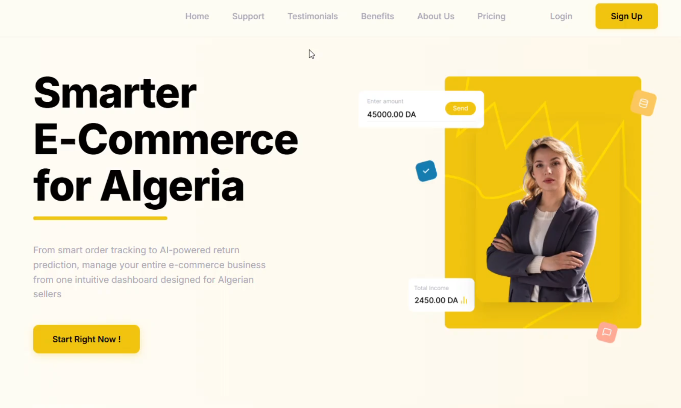 Home Support Testimonials Benefits About Us Pricing Login Sign Up
Smarter
E-Commerce
for Algeria
From smart order tracking to AI-powered return
prediction, manage your entire e-commerce business
from one intuitive dashboard designed for Algerian
sellers
Start Right Now !
Enter amount
45000.00 DA
Send
Total income
2450.00 DA